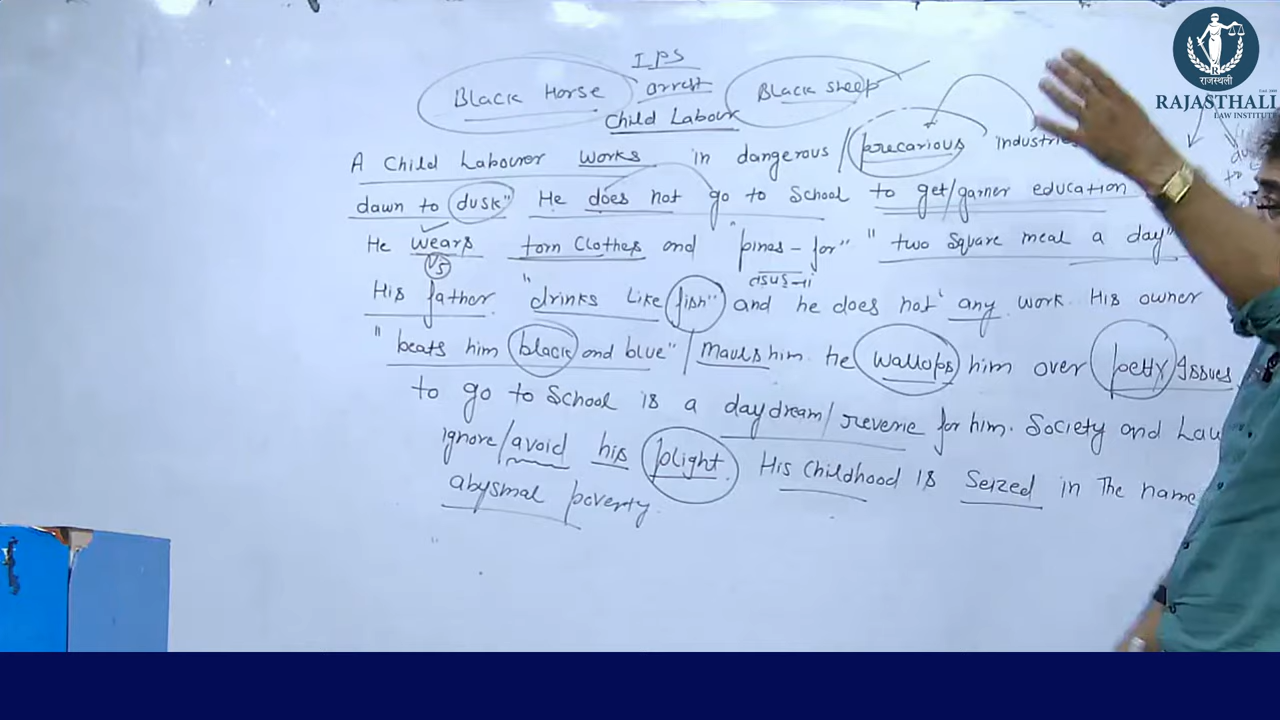 IPS
Black Horse arrest Black sheep
Child Labour
A Child Labourer works in dangerous / precarious industries
dawn to dusk" He does not go to School to get/garner education
He wears torn Clothes and "pines-for" "two square meal a day"
V5
तरसना
His father "drinks like fish" and he does not any work. His owner
"beats him black and blue" / Mauls him. he wallops him over petty issues
to go to School is a daydream/ reverie for him. Society and Law
ignore/avoid his plight. His Childhood is Seized in The name
abysmal poverty.
राजस्थली
Estd. 2001
RAJASTHALI
LAW INSTITUTE